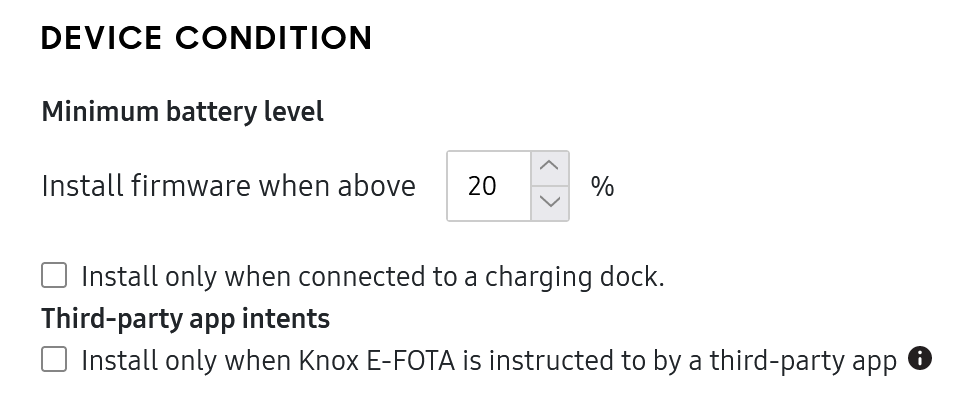 DEVICE CONDITION
Minimum battery level
Install firmware when above 20 %
Install only when connected to a charging dock.
Third-party app intents
Install only when Knox E-FOTA is instructed to by a third-party app